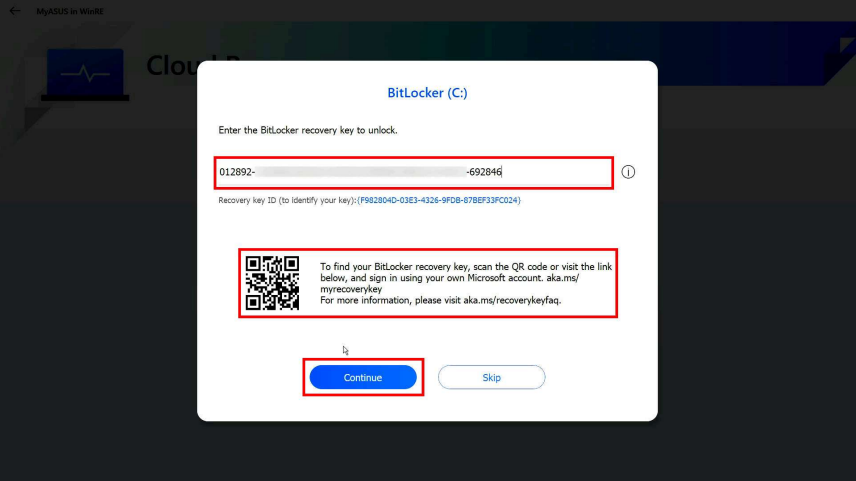 MyASUS in WinRE
Clou
BitLocker (C:)
Enter the BitLocker recovery key to unlock.
012892- -692846
Recovery key ID (to identify your key):{F982804D-03E3-4326-9FDB-87BEF33FC024}
To find your BitLocker recovery key, scan the QR code or visit the link
below, and sign in using your own Microsoft account. aka.ms/
myrecoverykey
For more information, please visit aka.ms/recoverykeyfaq.
Continue
Skip